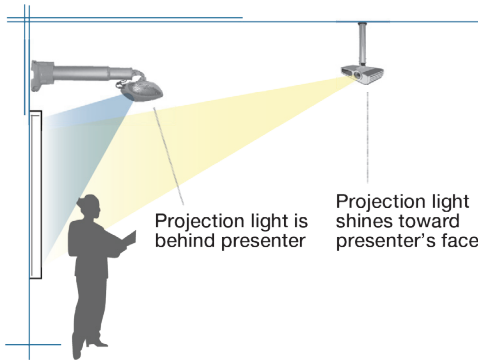 Projection light is
behind presenter
Projection light
shines toward
presenter's face